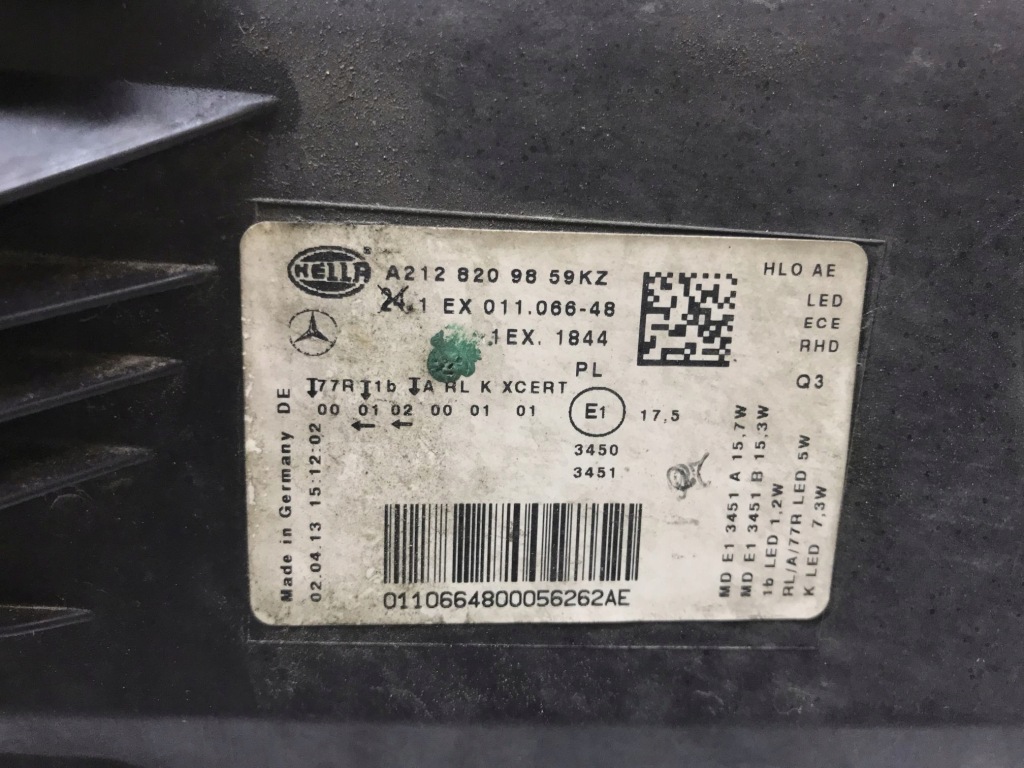 HELLA
A212 820 98 59KZ
1 EX 011.066-48
1EX. 1844
PL
77R 1b A RL K XCERT
00 01 02 00 01 01
E1
17,5
3450
3451
0110664800056262AE
HLO AE
LED
ECE
RHD
Q3
Made in Germany DE
02.04.13 15:12:02
MD E1 3451 A 15,7W
MD E1 3451 B 15,3W
1b LED 1,2W
RL/A/77R LED 5W
K LED 7,3W